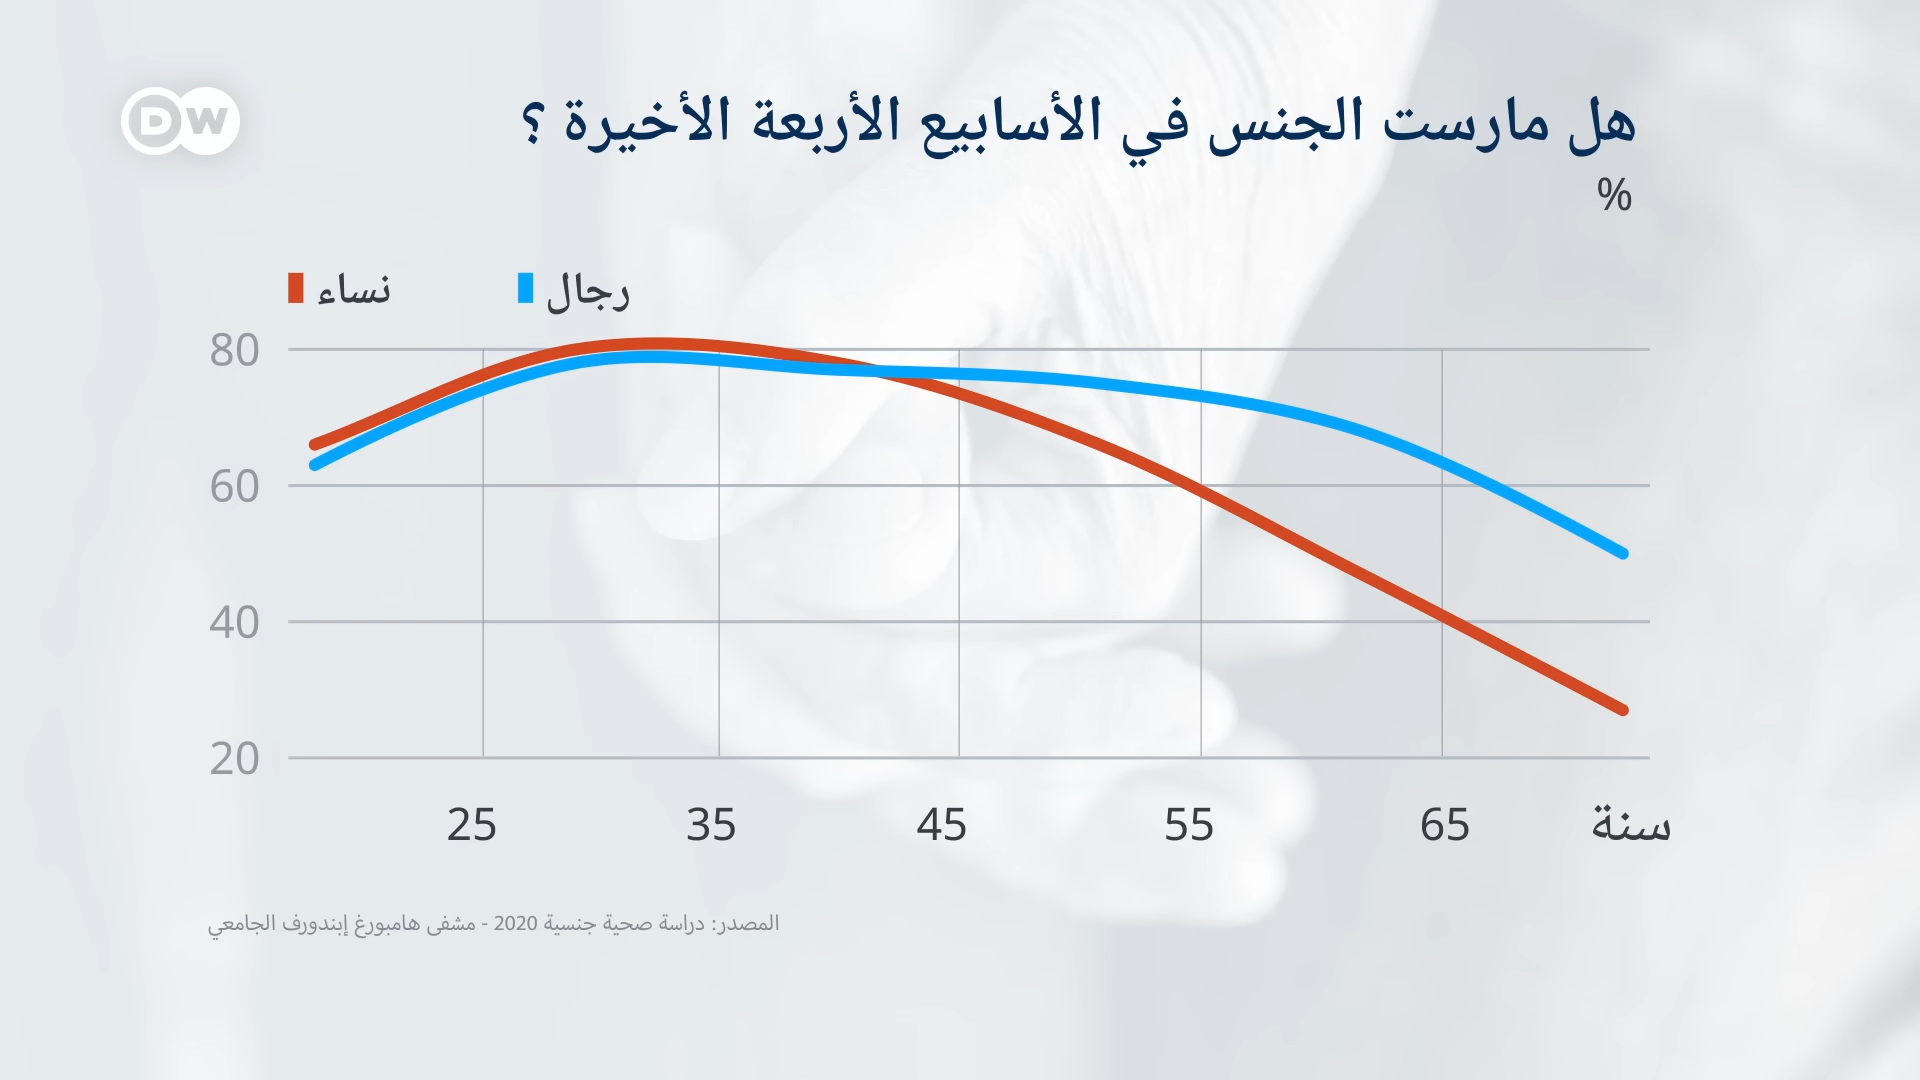 DW
هل مارست الجنس في الأسابيع الأربعة الأخيرة ؟
%
نساء رجال
80
60
40
20
25 35 45 55 65 سنة
المصدر: دراسة صحية جنسية 2020 - مشفى هامبورغ إبندورف الجامعي